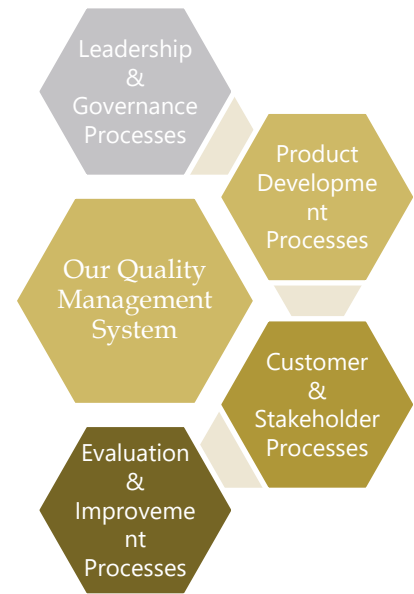 Leadership
&
Governance
Processes
Product
Developme
nt
Processes
Our Quality
Management
System
Customer
&
Stakeholder
Processes
Evaluation
&
Improveme
nt
Processes